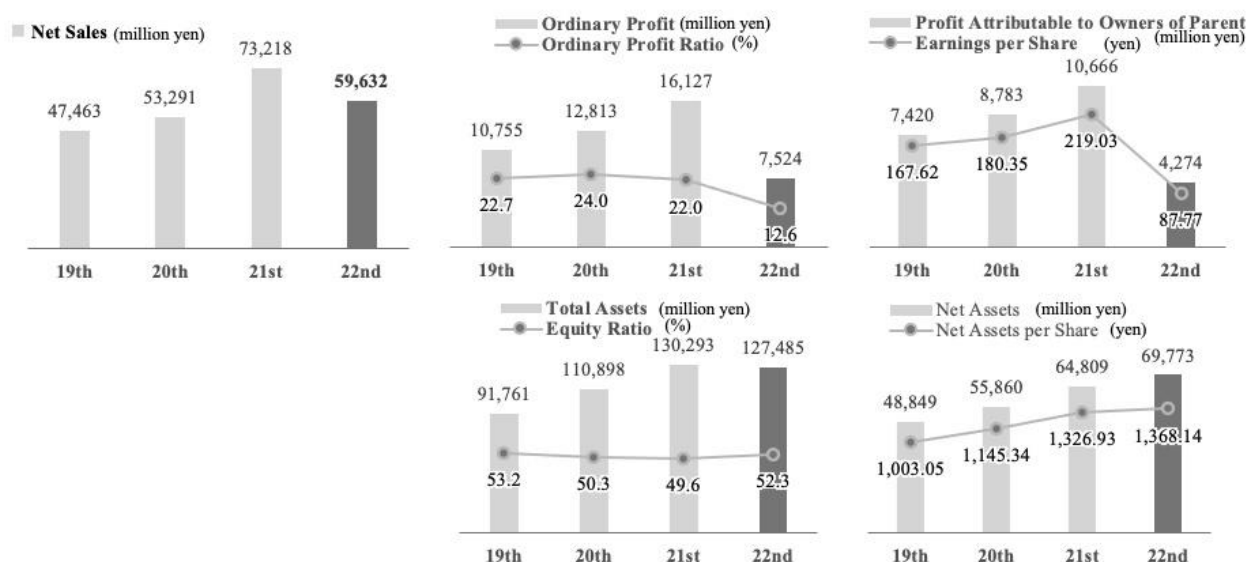 Net Sales (million yen)
73,218
59,632
53,291
47,463
19th 20th 21st 22nd
Ordinary Profit (million yen)
Ordinary Profit Ratio (%)
16,127
12,813
10,755
7,524
22.7 24.0 22.0 12.6
19th 20th 21st 22nd
Profit Attributable to Owners of Parent
Earnings per Share (yen) (million yen)
10,666
8,783
7,420
4,274
167.62 180.35 219.03 87.77
19th 20th 21st 22nd
Total Assets (million yen)
Equity Ratio (%)
130,293 127,485
110,898
91,761
53.2 50.3 49.6 52.3
19th 20th 21st 22nd
Net Assets (million yen)
Net Assets per Share (yen)
69,773
64,809
55,860
48,849
1,003.05 1,145.34 1,326.93 1,368.14
19th 20th 21st 22nd